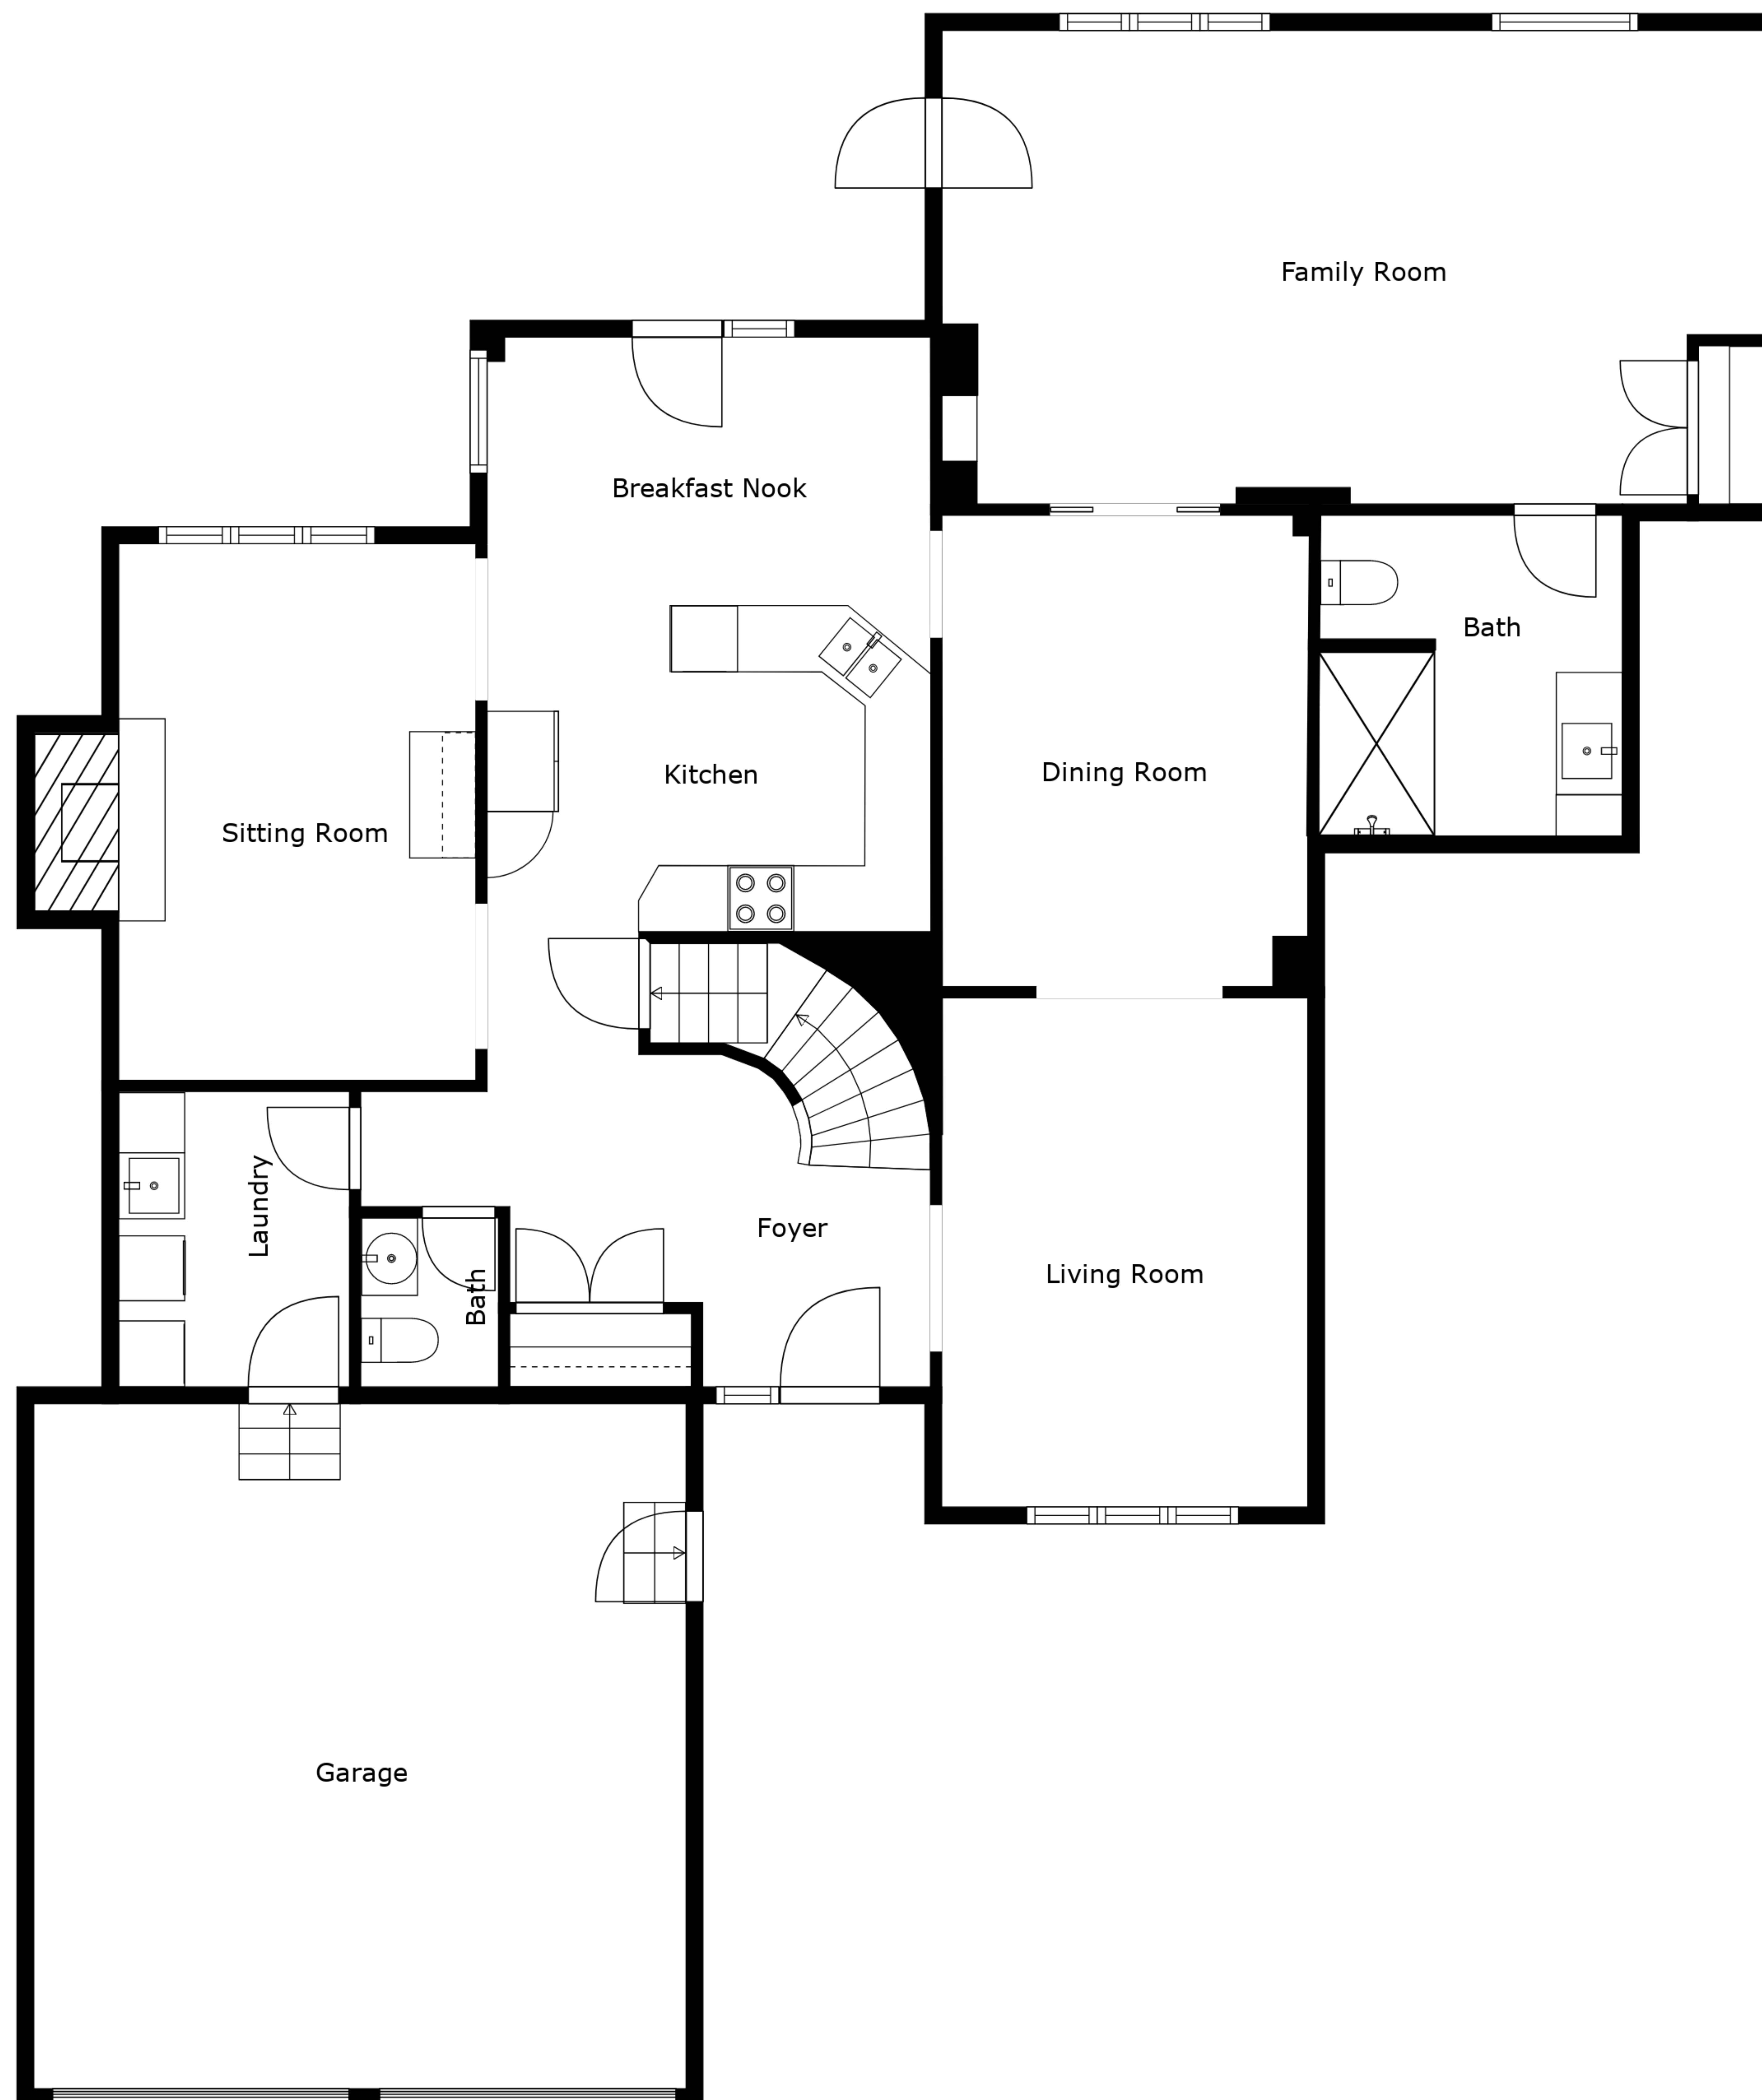 Family Room
Breakfast Nook
Bath
Dining Room
Kitchen
Sitting Room
Laundry
Foyer
Living Room
Bath
Garage